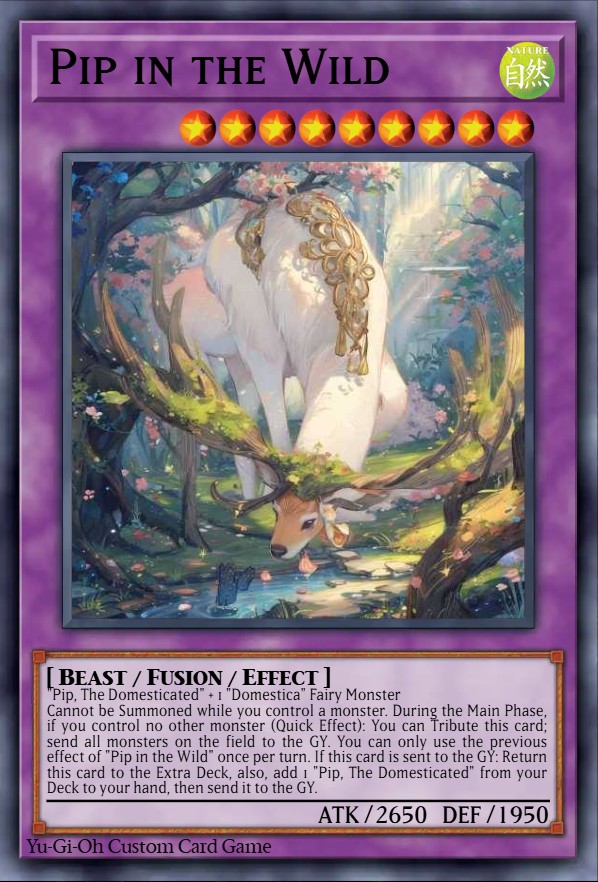 Pip in the Wild
NATURE
自然
[ Beast / Fusion / Effect ]
"Pip, The Domesticated" + 1 "Domestica" Fairy Monster
Cannot be Summoned while you control a monster. During the Main Phase,
if you control no other monster (Quick Effect): You can Tribute this card;
send all monsters on the field to the GY. You can only use the previous
effect of "Pip in the Wild" once per turn. If this card is sent to the GY: Return
this card to the Extra Deck, also, add 1 "Pip, The Domesticated" from your
Deck to your hand, then send it to the GY.
ATK/2650 DEF/1950
Yu-Gi-Oh Custom Card Game